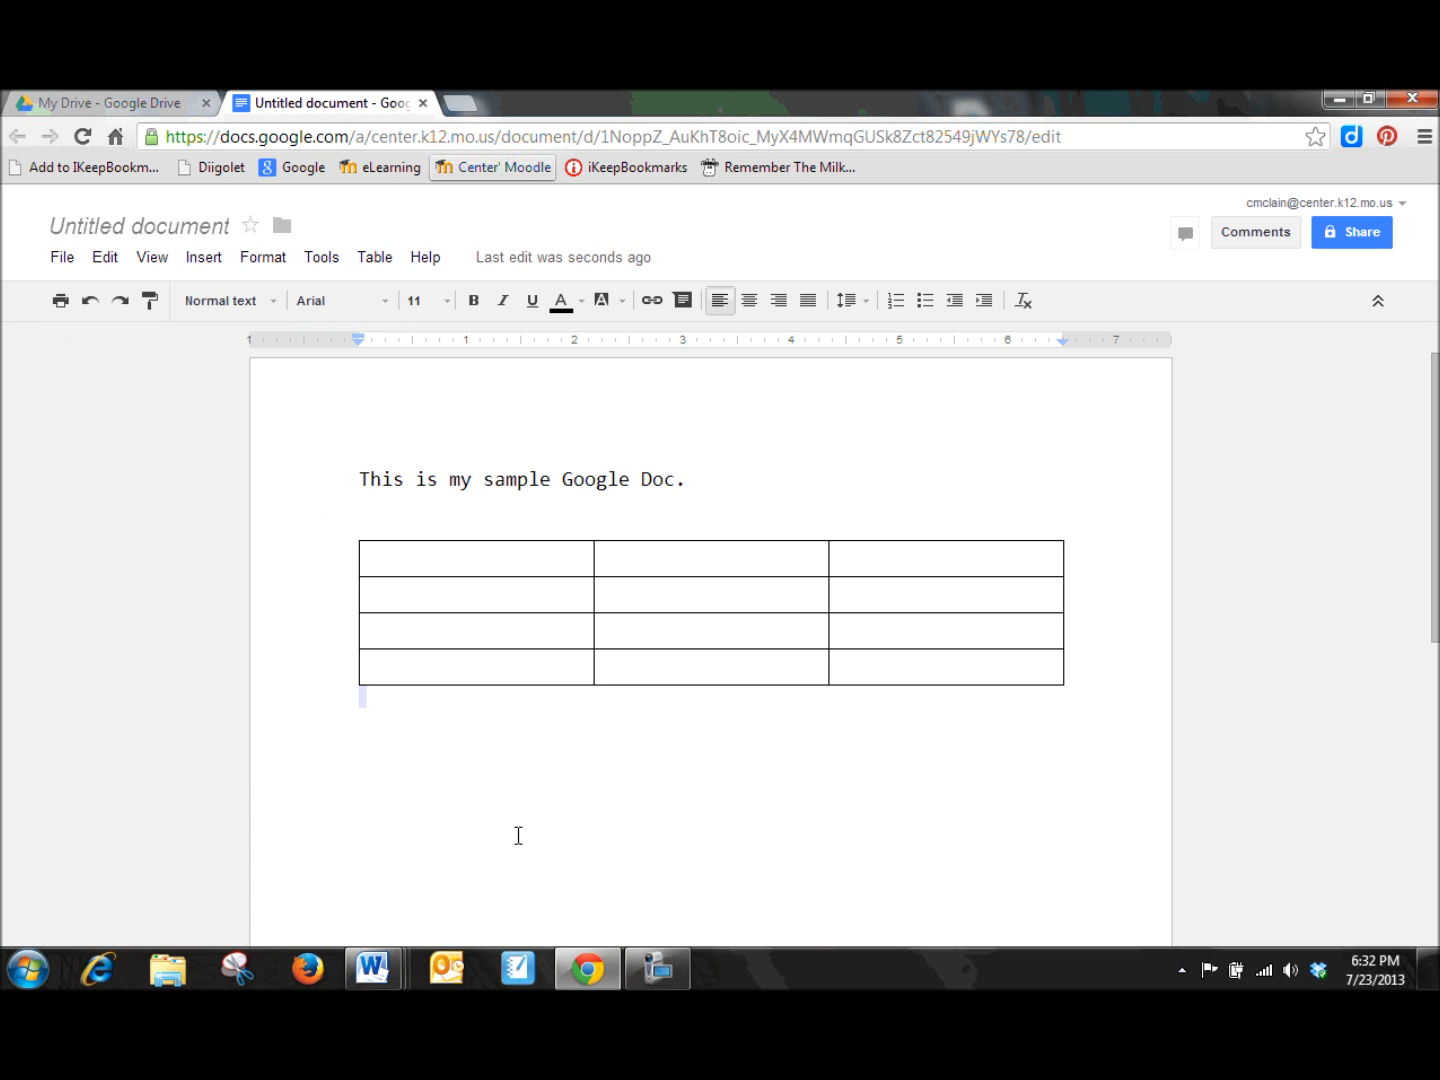 My Drive - Google Drive
Untitled document - Goog
https://docs.google.com/a/center.k12.mo.us/document/d/1NoppZ_AuKhT8oic_MyX4MWmqGUSk8Zct82549jWYs78/edit
Add to IKeepBookm... Diigolet Google eLearning Center' Moodle iKeepBookmarks Remember The Milk...
cmclain@center.k12.mo.us
Untitled document
Comments Share
File Edit View Insert Format Tools Table Help Last edit was seconds ago
Normal text Arial 11 B I U A A
1 1 2 3 4 5 6 7
This is my sample Google Doc.
6:32 PM
7/23/2013